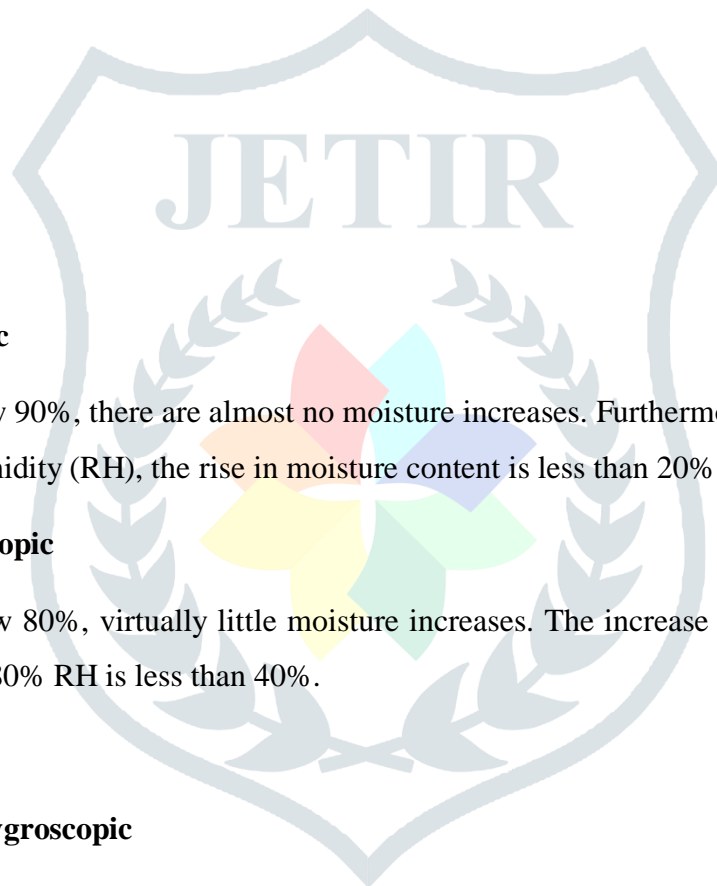 JETIR
c
y 90%, there are almost no moisture increases. Furthermo
nidity (RH), the rise in moisture content is less than 20%
opic
w 80%, virtually little moisture increases. The increase
80% RH is less than 40%.
ygroscopic